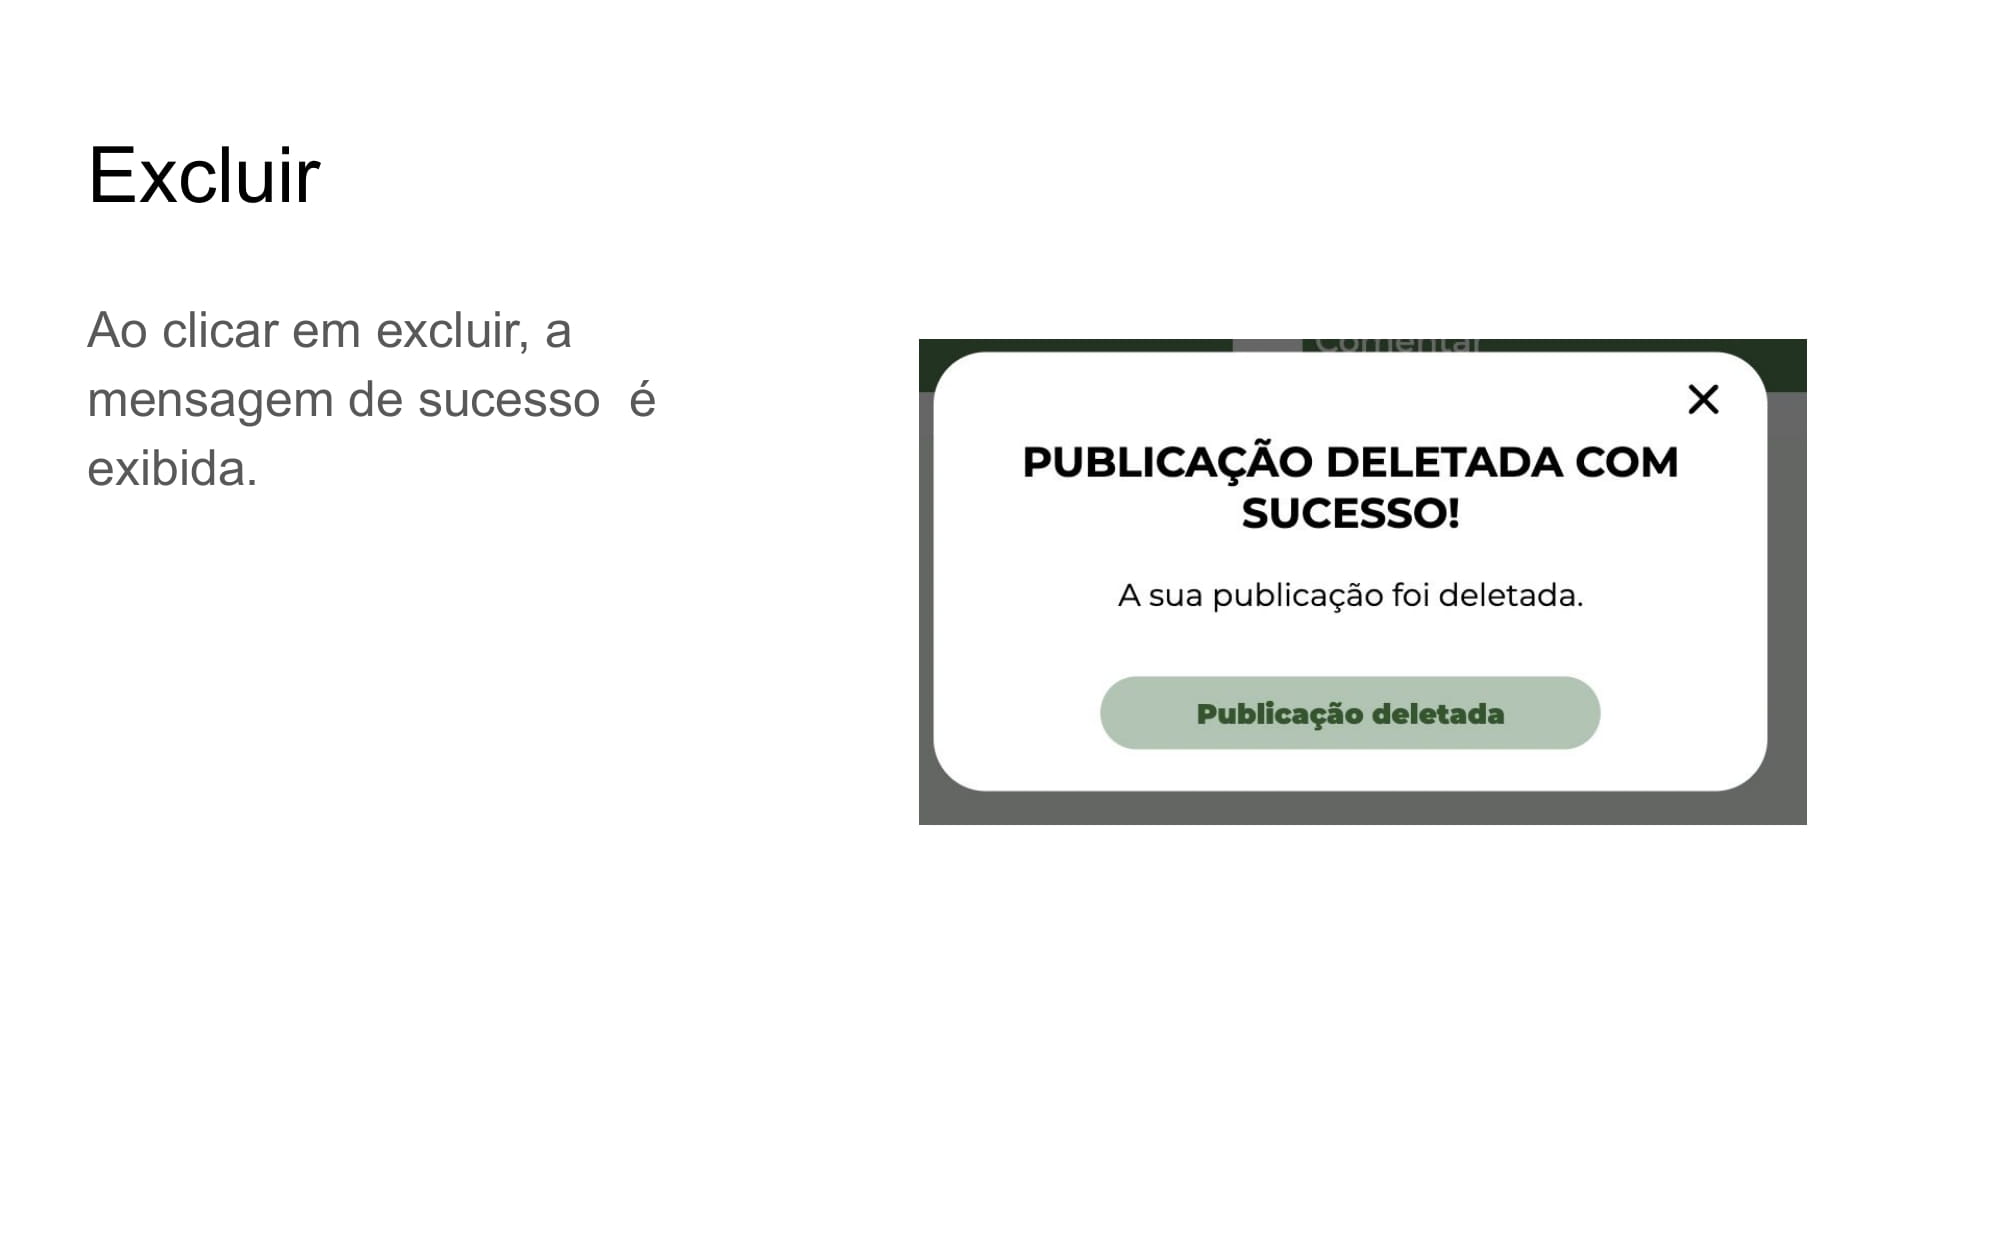 Excluir
Ao clicar em excluir, a
mensagem de sucesso  é
exibida.
Comentar
PUBLICAÇÃO DELETADA COM
SUCESSO!
A sua publicação foi deletada.
Publicação deletada